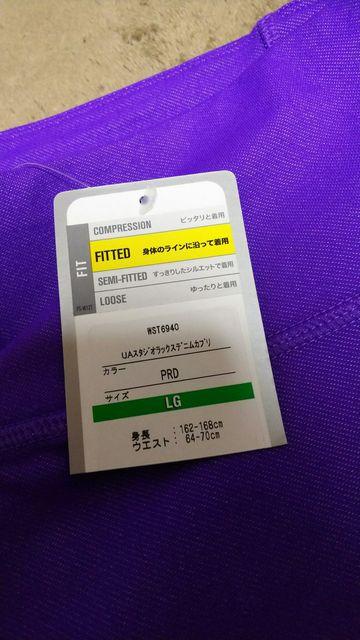 FIT
COMPRESSION ピッタリと着用
FITTED 身体のラインに沿って着用
SEMI-FITTED すっきりしたシルエットで着用
LOOSE ゆったりと着用
WST6940
UAスタジオラックスデニムカプリ
カラー
PRD
サイズ
LG
身長 :162-168cm
ウエスト : 64-70cm